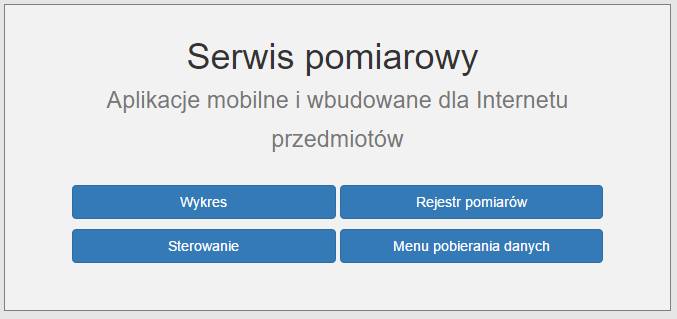 Serwis pomiarowy
Aplikacje mobilne i wbudowane dla Internetu
przedmiotów
Wykres
Rejestr pomiarów
Sterowanie
Menu pobierania danych